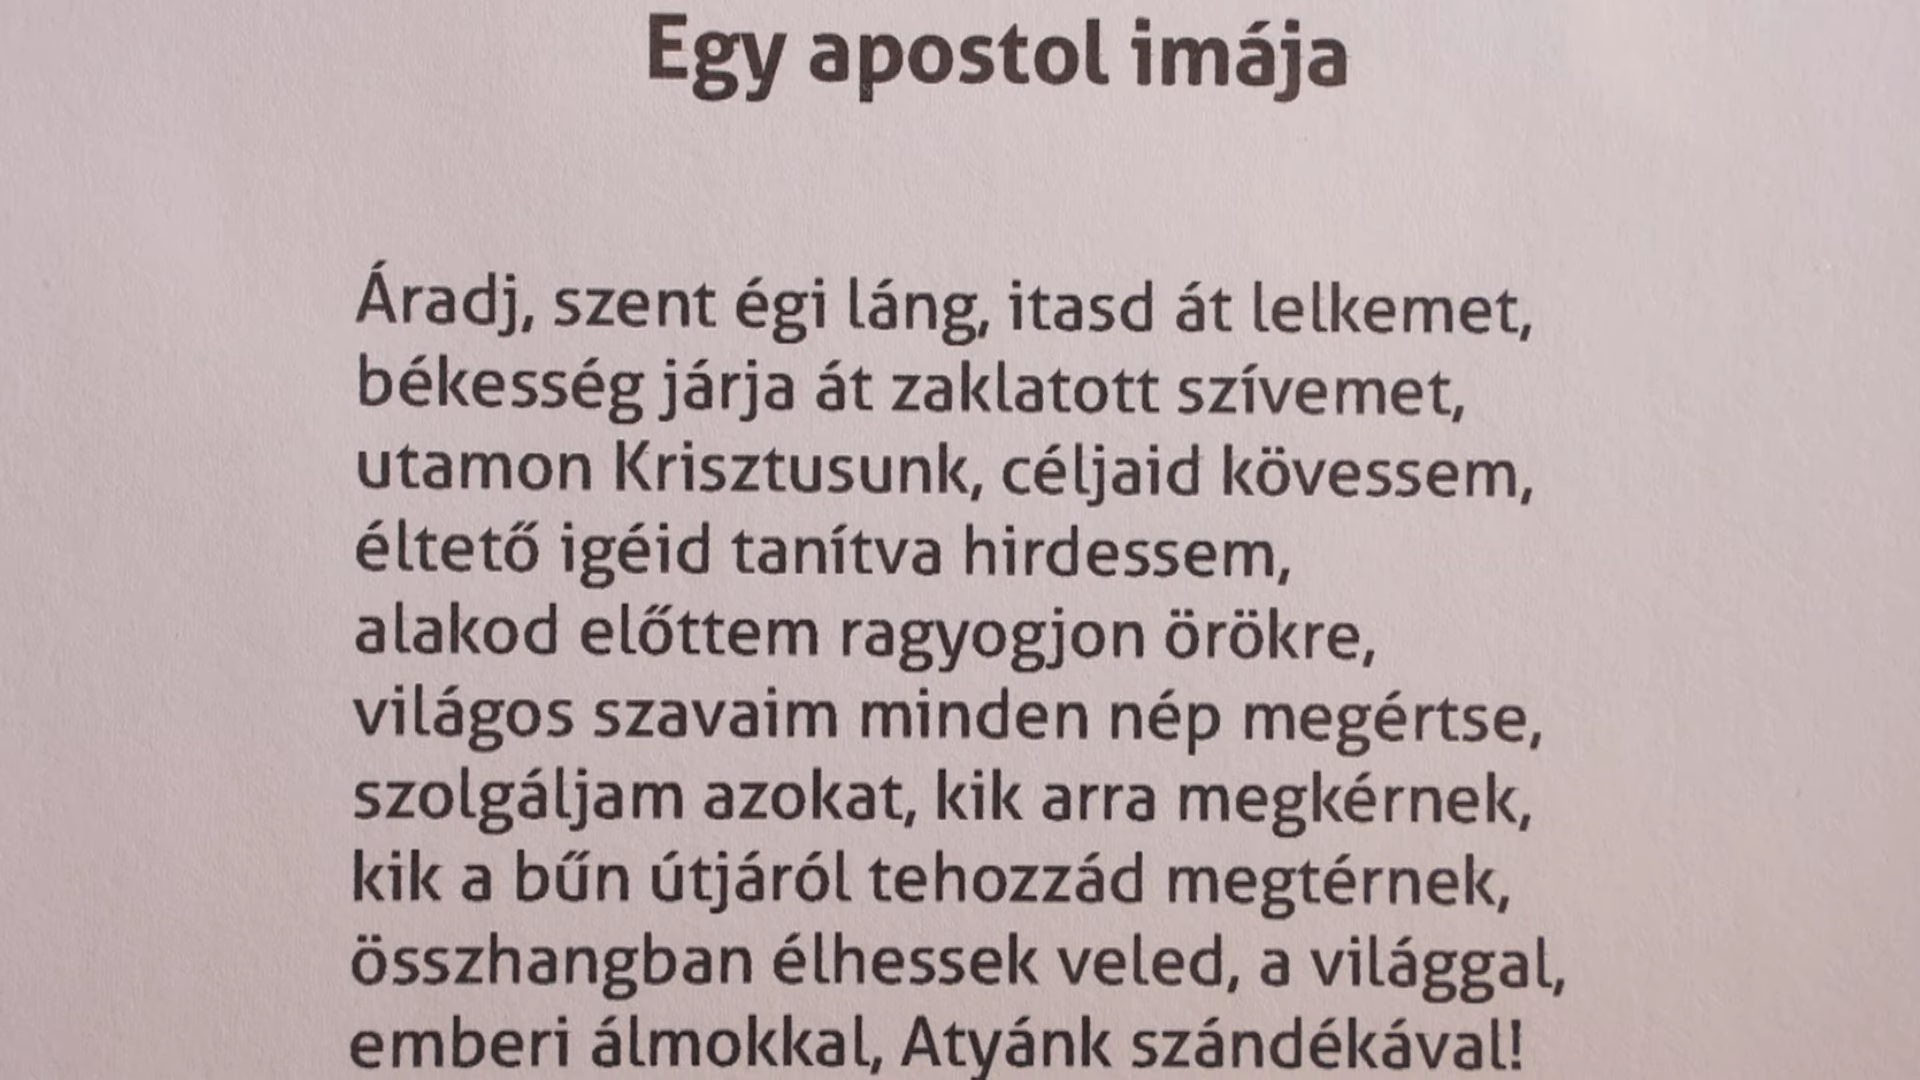 Egy apostol imája
Áradj, szent égi láng, itasd át lelkemet,
békesség járja át zaklatott szívemet,
utamon Krisztusunk, céljaid kövessem,
éltető igéid tanítva hirdessem,
alakod előttem ragyogjon örökre,
világos szavaim minden nép megértse,
szolgáljam azokat, kik arra megkérnek,
kik a bűn útjáról tehozzád megtérnek,
összhangban élhessek veled, a világgal,
emberi álmokkal, Atyánk szándékával!